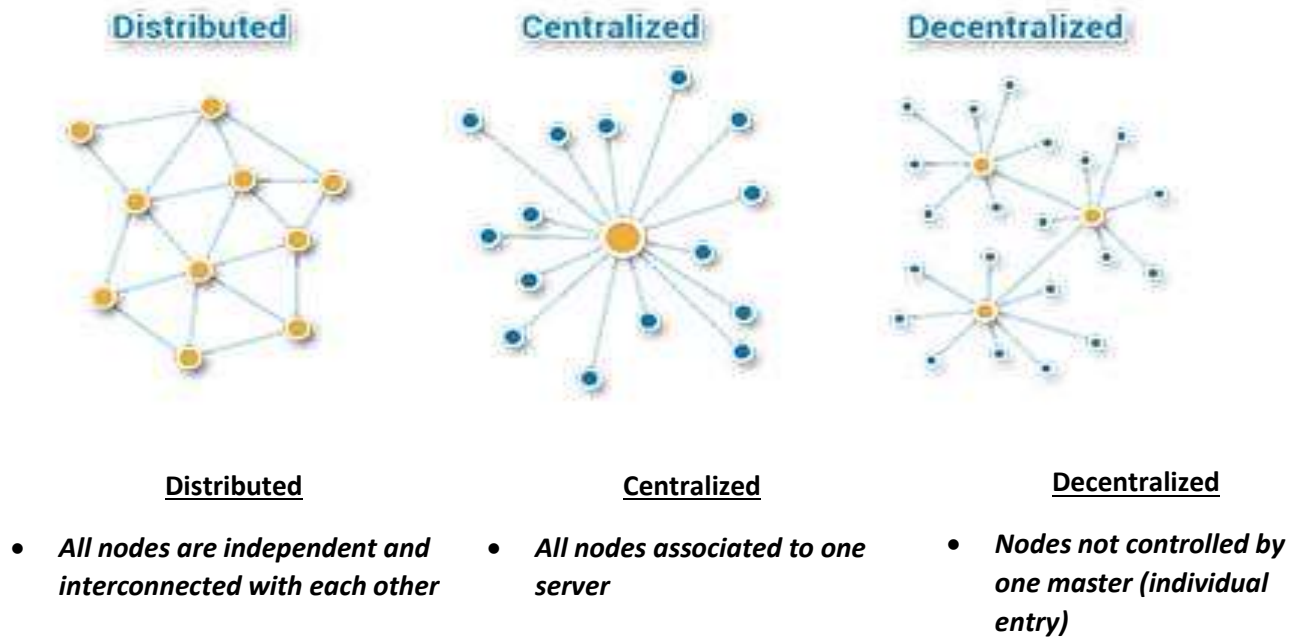 Distributed
Centralized
Decentralized
Distributed
• All nodes are independent and
interconnected with each other
Centralized
• All nodes associated to one
server
Decentralized
• Nodes not controlled by
one master (individual
entry)